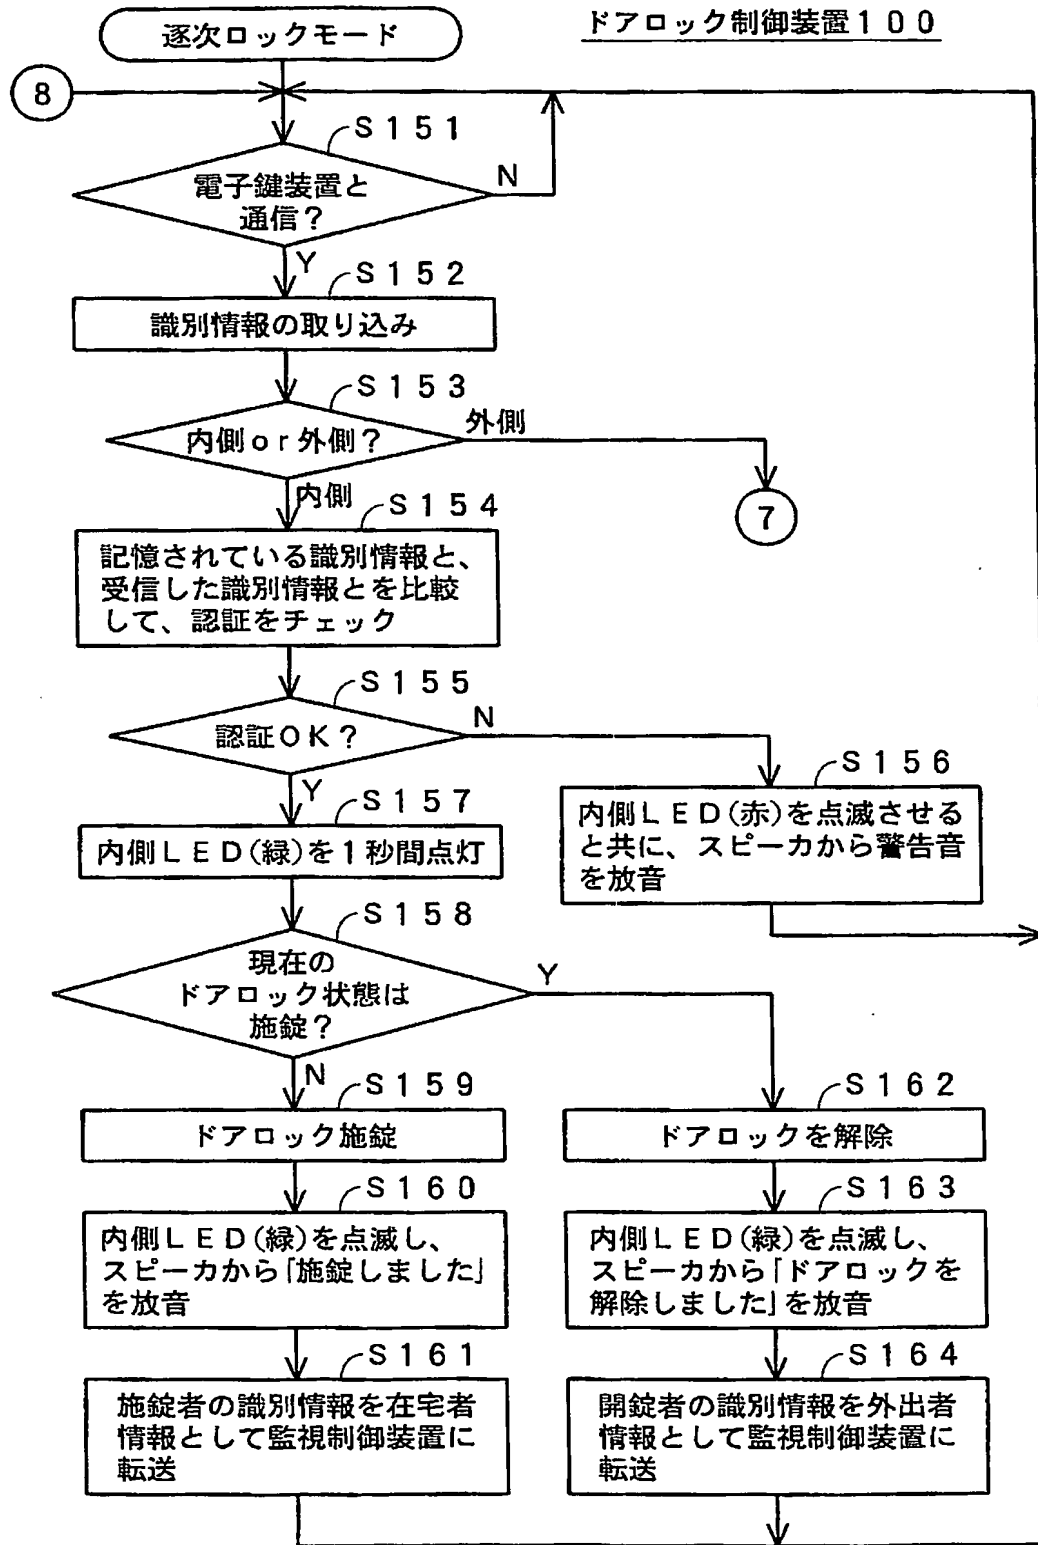 ドアロック制御装置１００
逐次ロックモード
8
Ｓ１５１
電子鍵装置と
通信？
N
Y
Ｓ１５２
識別情報の取り込み
Ｓ１５３
内側ｏｒ外側？
外側
内側
7
Ｓ１５４
記憶されている識別情報と、
受信した識別情報とを比較
して、認証をチェック
Ｓ１５５
認証ＯＫ？
N
Y
Ｓ１５６
内側ＬＥＤ(赤)を点滅させる
と共に、スピーカから警告音
を放音
Ｓ１５７
内側ＬＥＤ(緑)を１秒間点灯
Ｓ１５８
現在の
ドアロック状態は
施錠？
Y
N
Ｓ１５９
ドアロック施錠
Ｓ１６０
内側ＬＥＤ(緑)を点滅し、
スピーカから「施錠しました」
を放音
Ｓ１６１
施錠者の識別情報を在宅者
情報として監視制御装置に
転送
Ｓ１６２
ドアロックを解除
Ｓ１６３
内側ＬＥＤ(緑)を点滅し、
スピーカから「ドアロックを
解除しました」を放音
Ｓ１６４
開錠者の識別情報を外出者
情報として監視制御装置に
転送